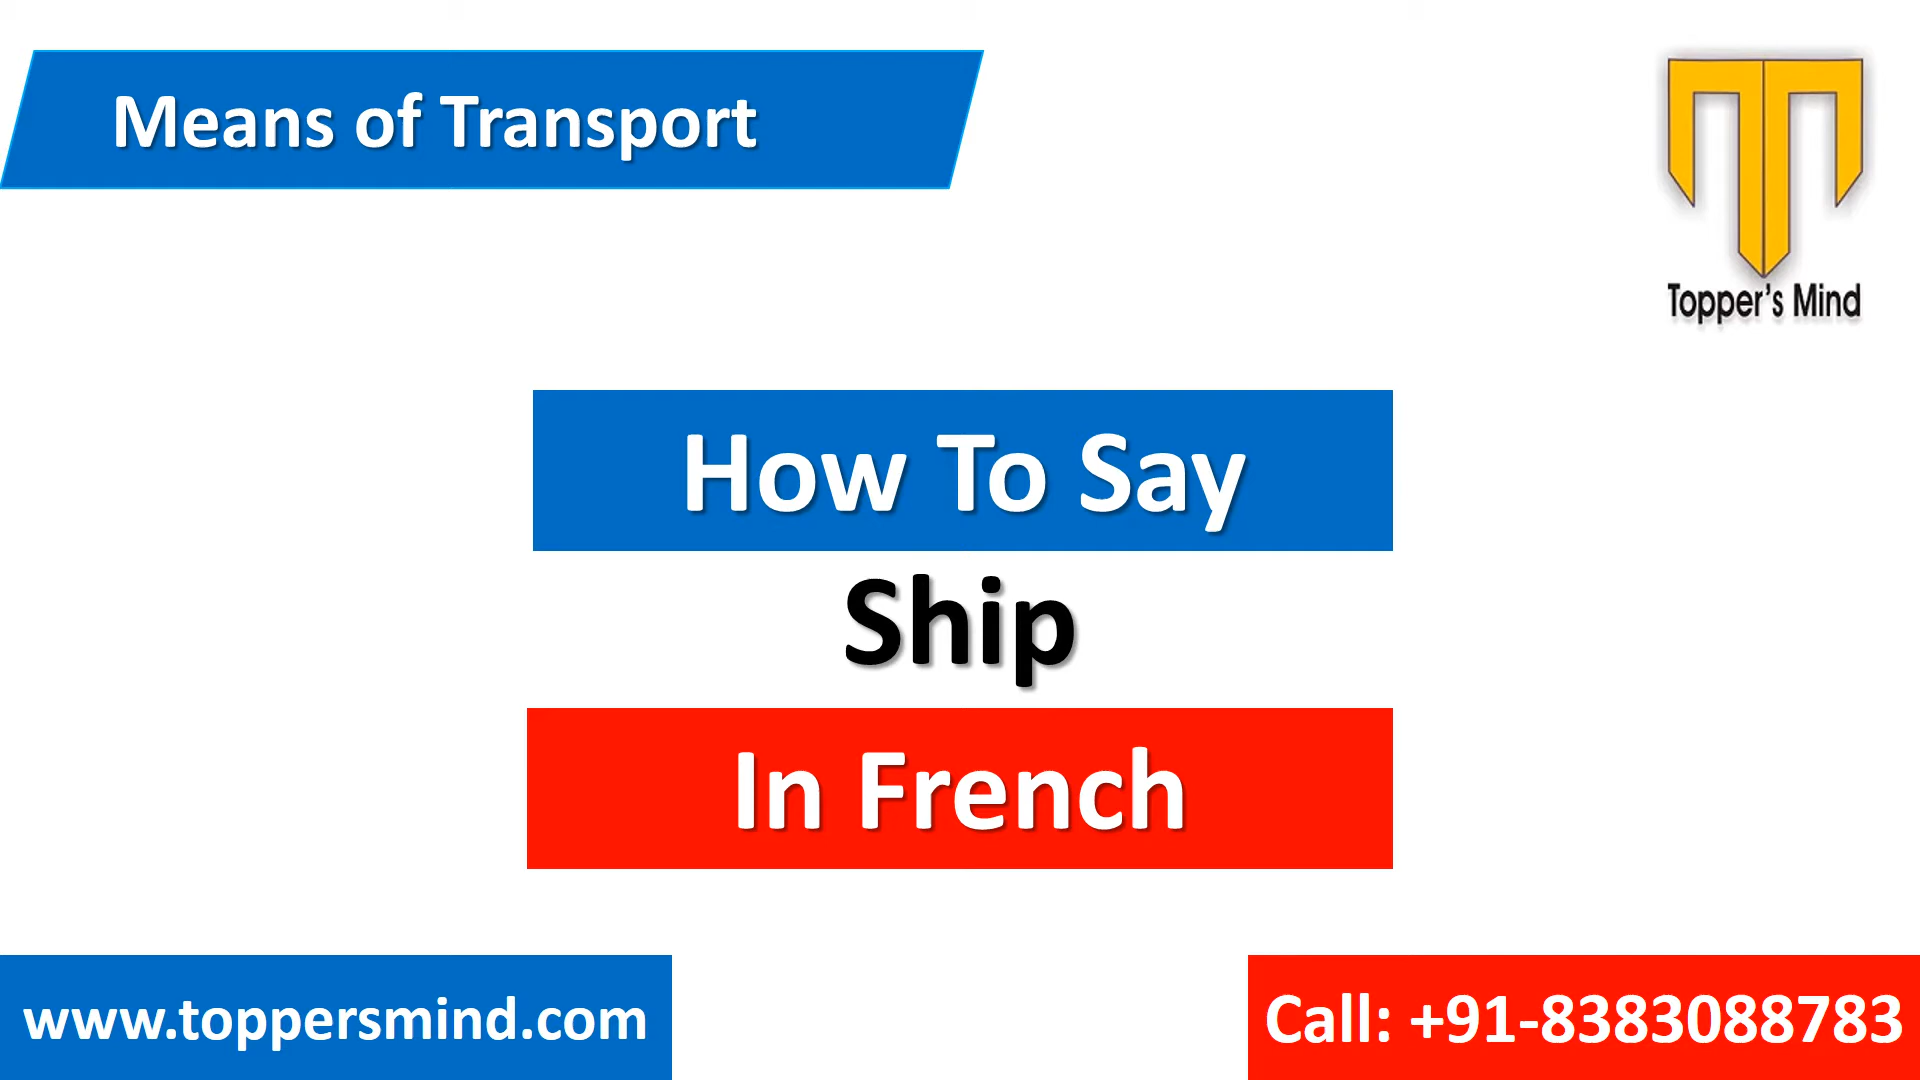 Means of Transport
Topper's Mind
How To Say
Ship
In French
www.toppersmind.com
Call: +91-8383088783